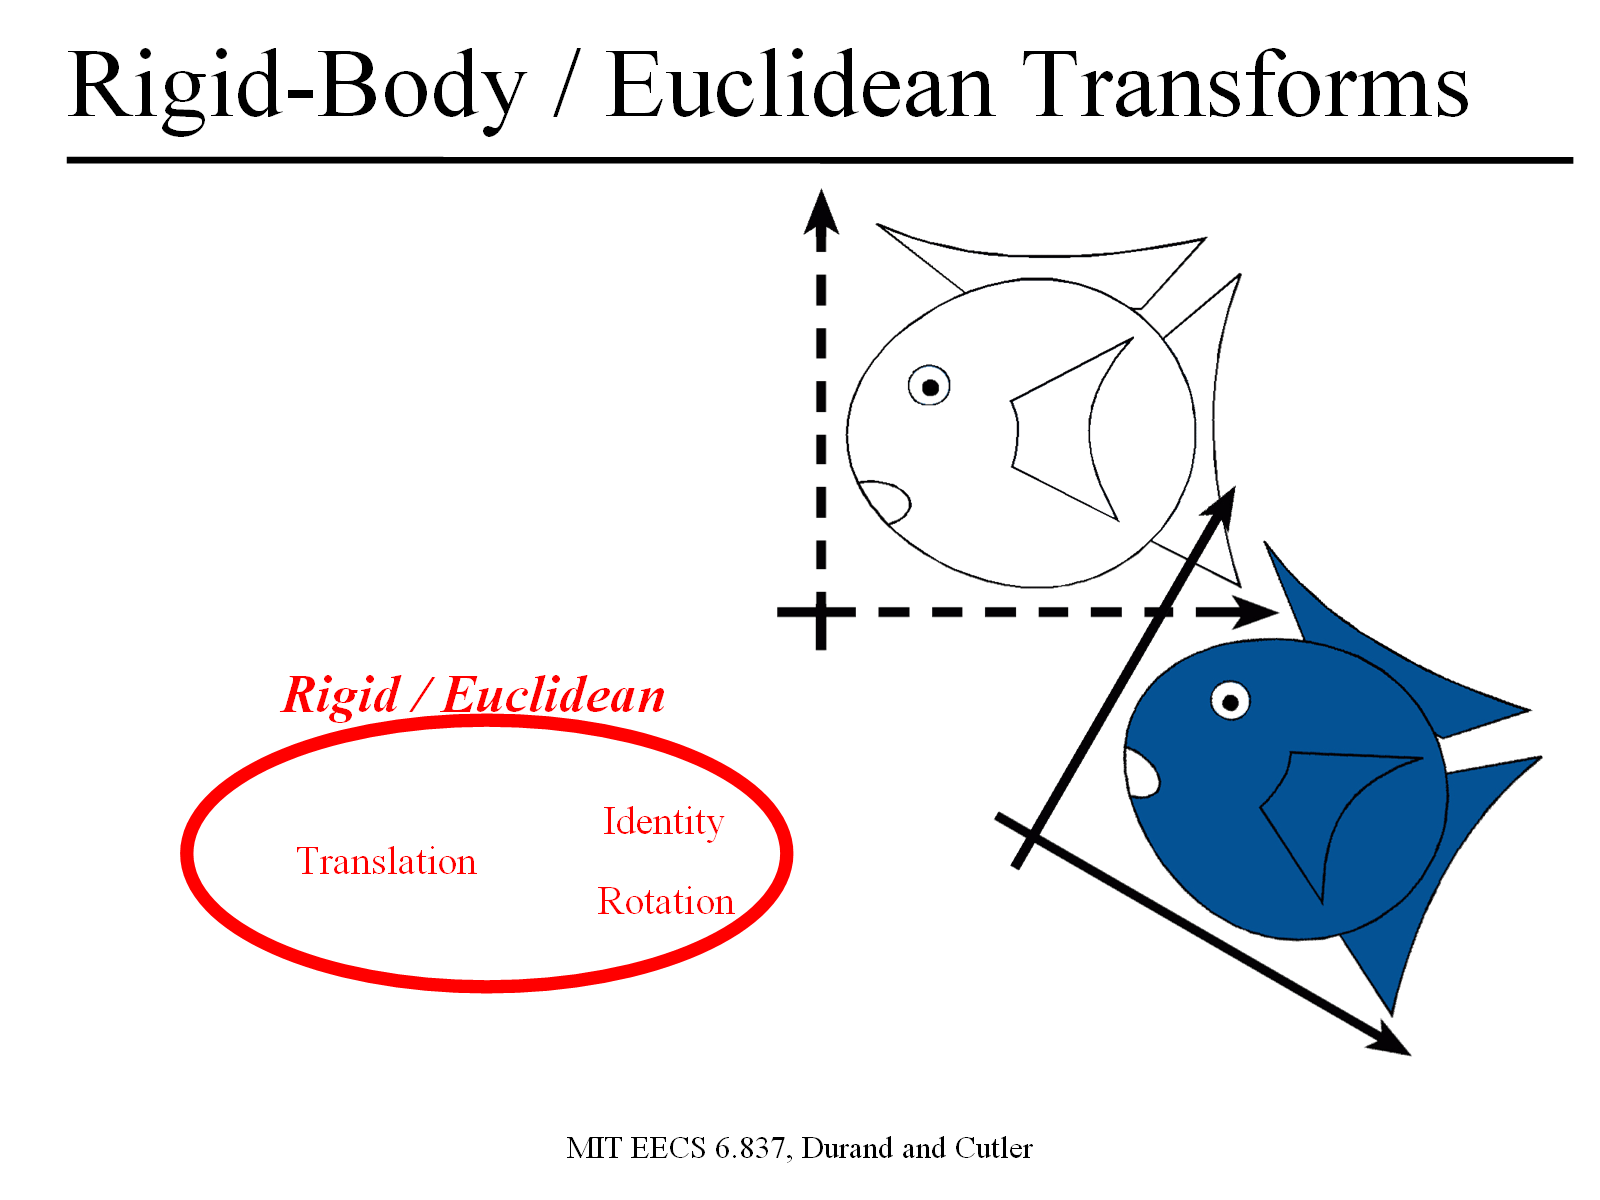 Rigid-Body / Euclidean Transforms
Rigid / Euclidean
Identity
Translation
Rotation
MIT EECS 6.837, Durand and Cutler